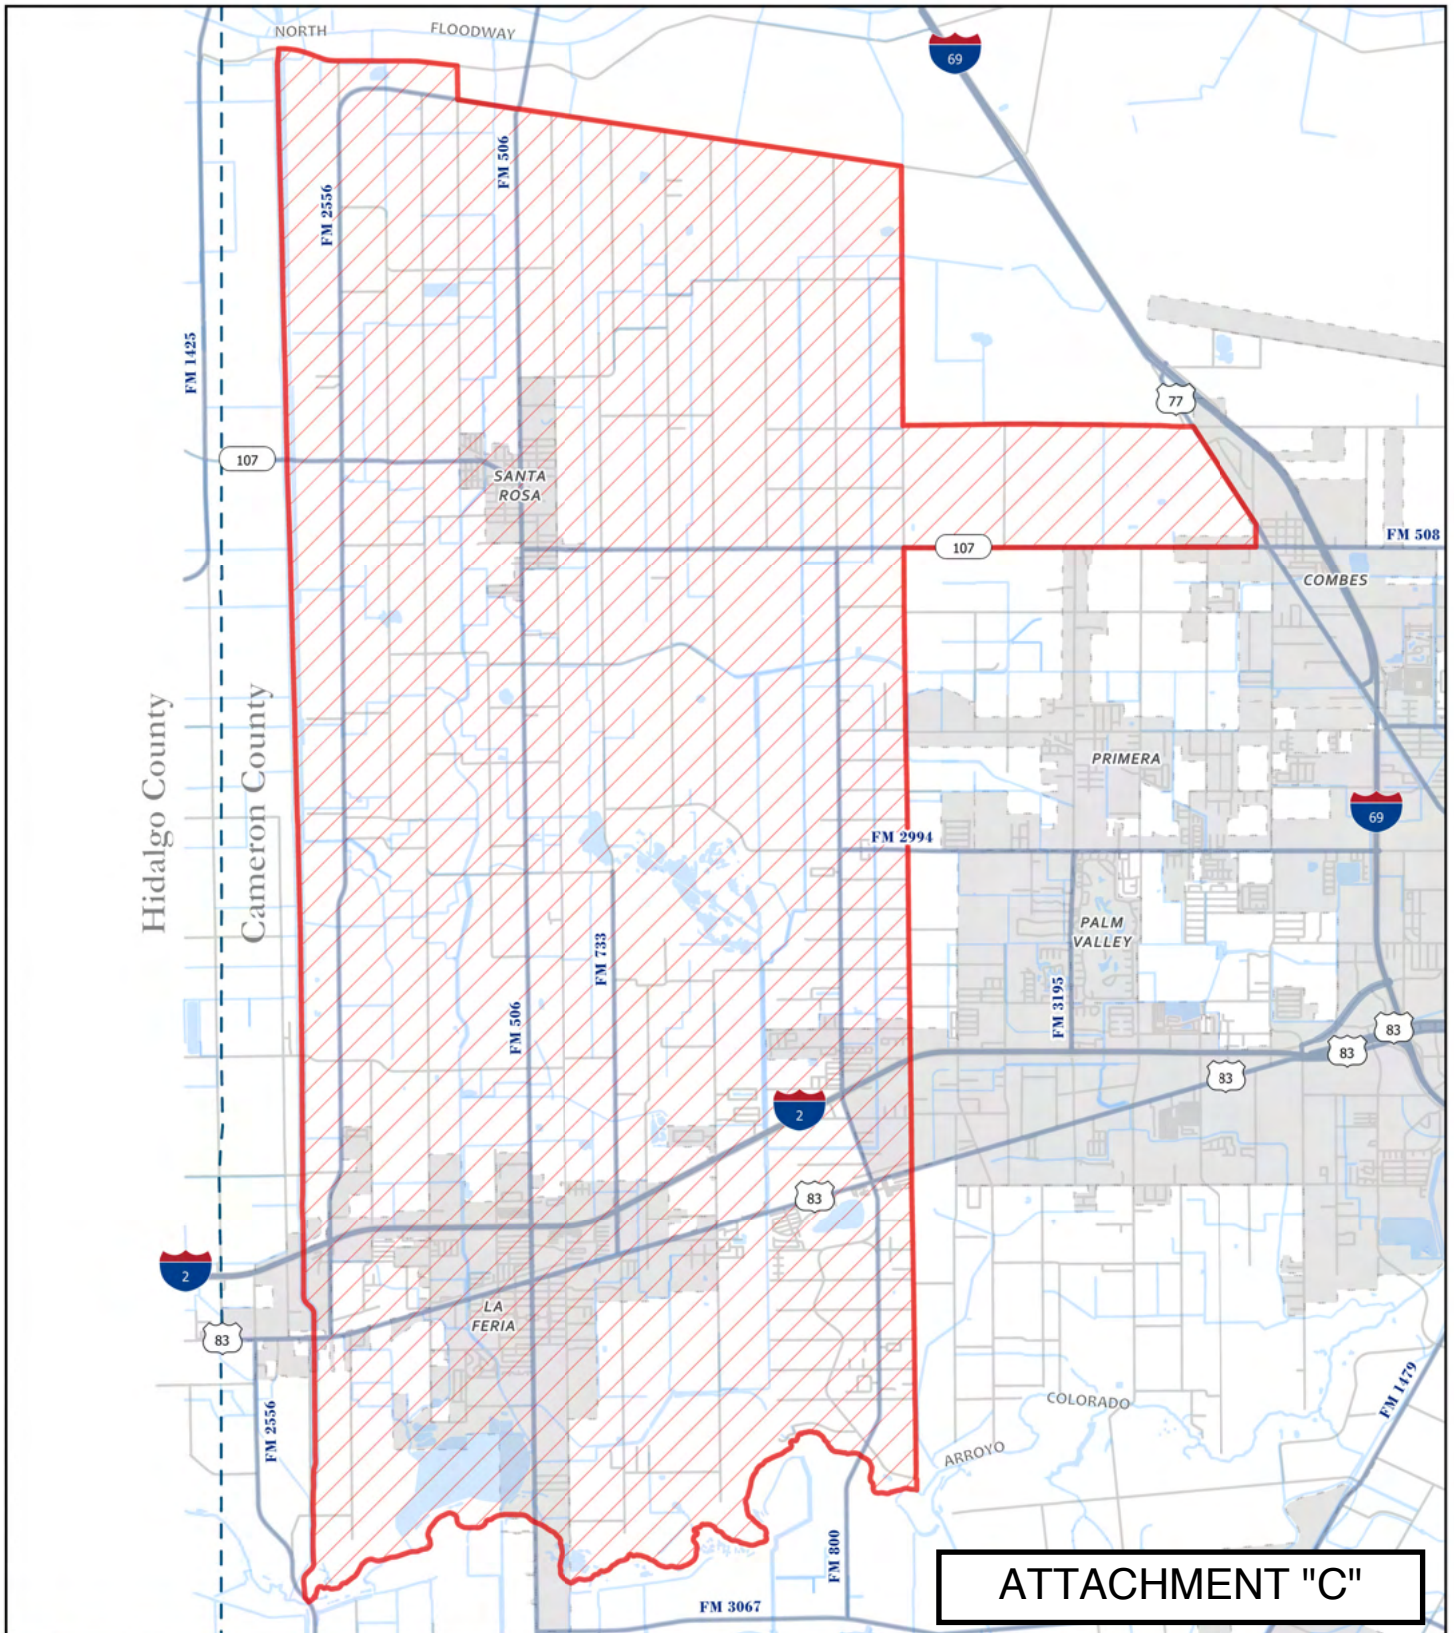 NORTH
FLOODWAY
69
FM 506
FM 2556
FM 1425
77
107
SANTA
ROSA
FM 508
107
COMBES
Hidalgo County
Cameron County
PRIMERA
69
FM 2994
PALM
VALLEY
FM 733
FM 3195
FM 506
83
83
83
2
83
2
LA
FERIA
83
COLORADO
FM 1479
FM 2556
ARROYO
FM 800
ATTACHMENT "C"
FM 3067